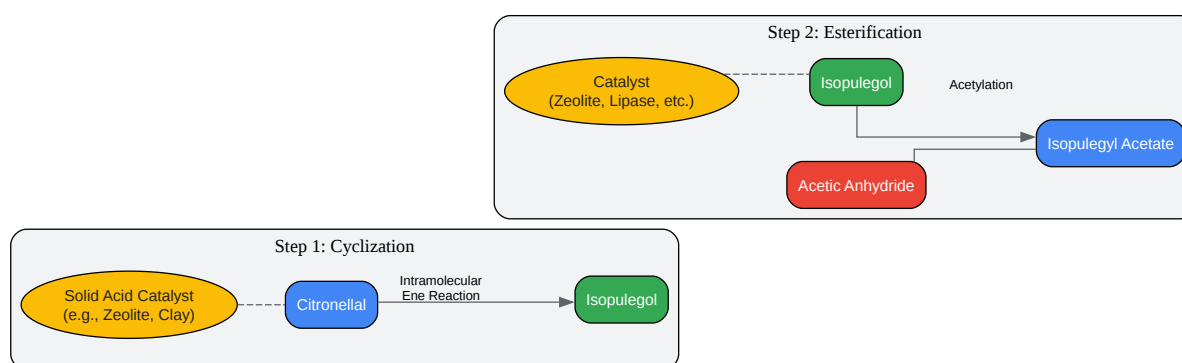 Step 2: Esterification
Catalyst
(Zeolite, Lipase, etc.)
Isopulegol
Acetylation
Isopulegyl Acetate
Acetic Anhydride
Step 1: Cyclization
Solid Acid Catalyst
(e.g., Zeolite, Clay)
Citronellal
Intramolecular
Ene Reaction
Isopulegol